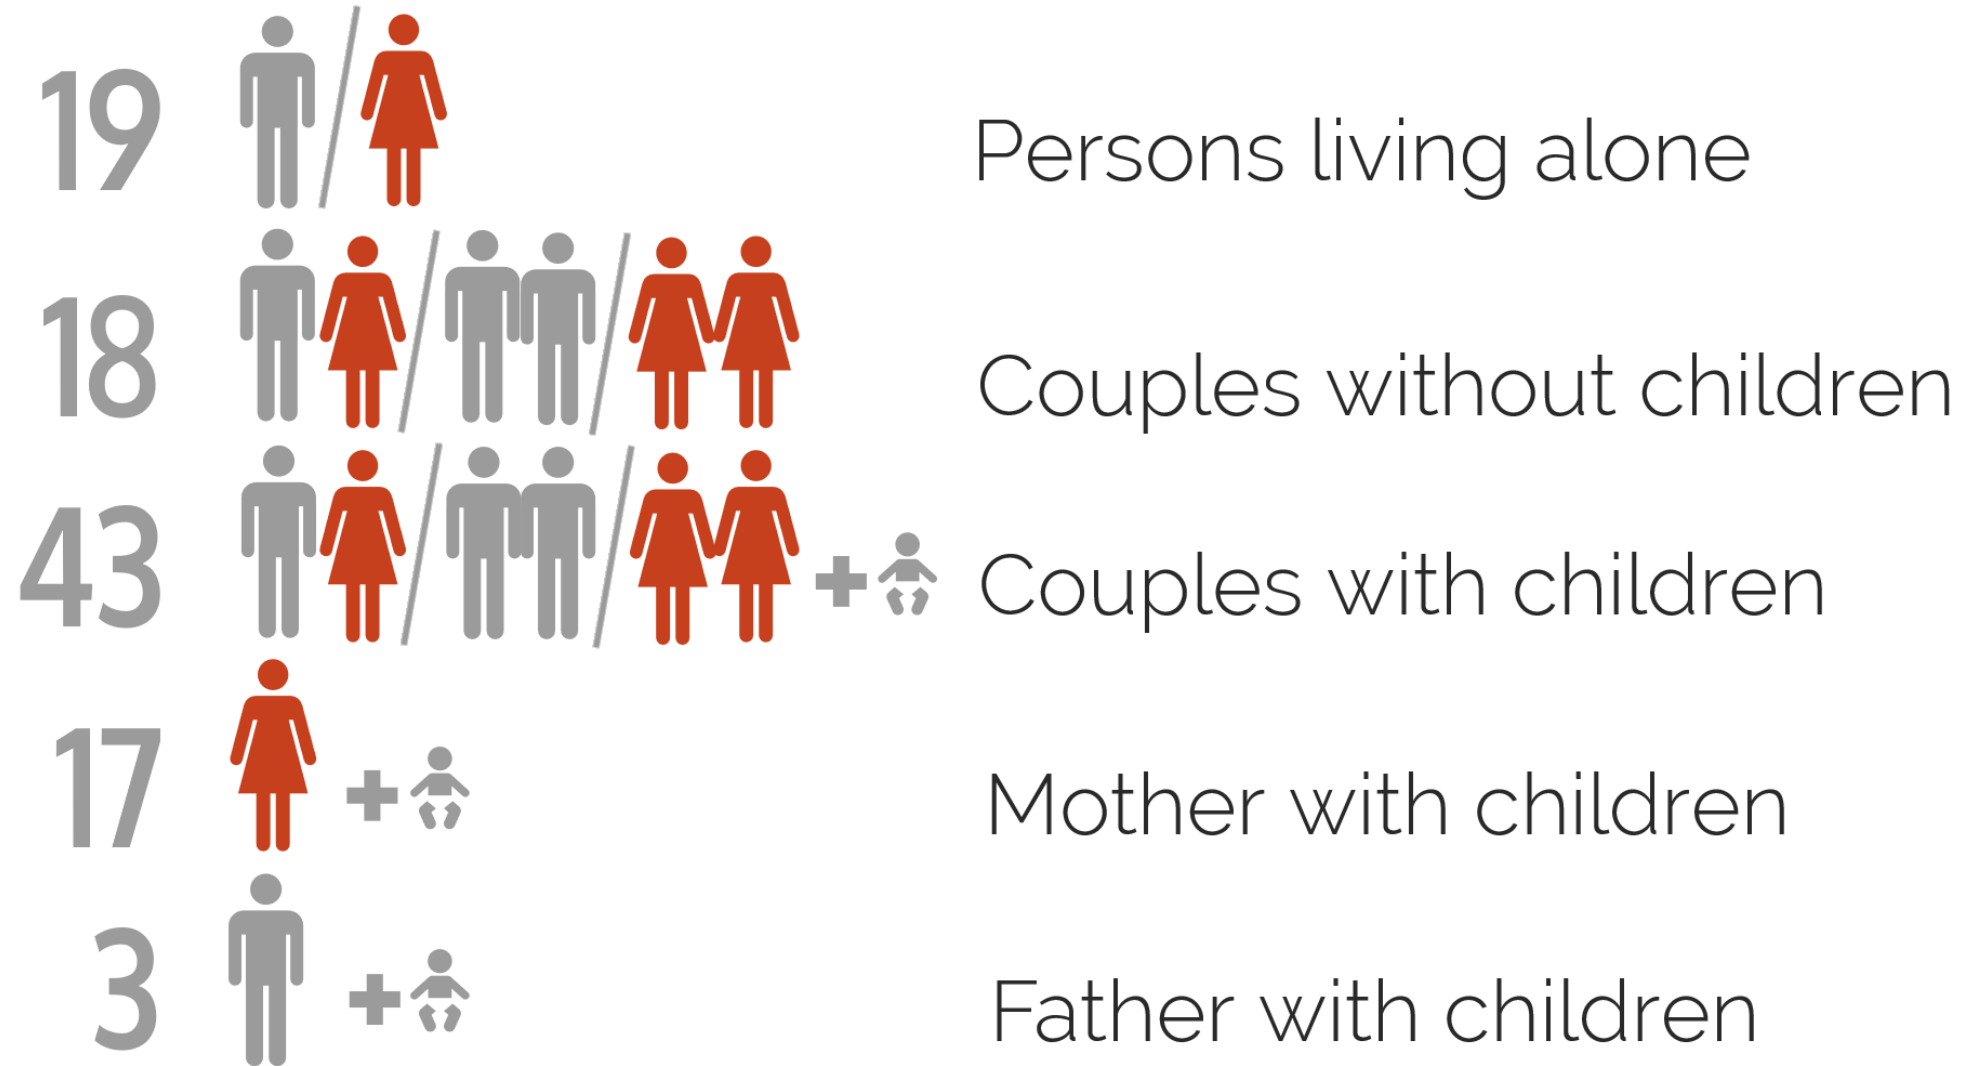 19 Persons living alone
18 Couples without children
43 Couples with children
17 Mother with children
3 Father with children